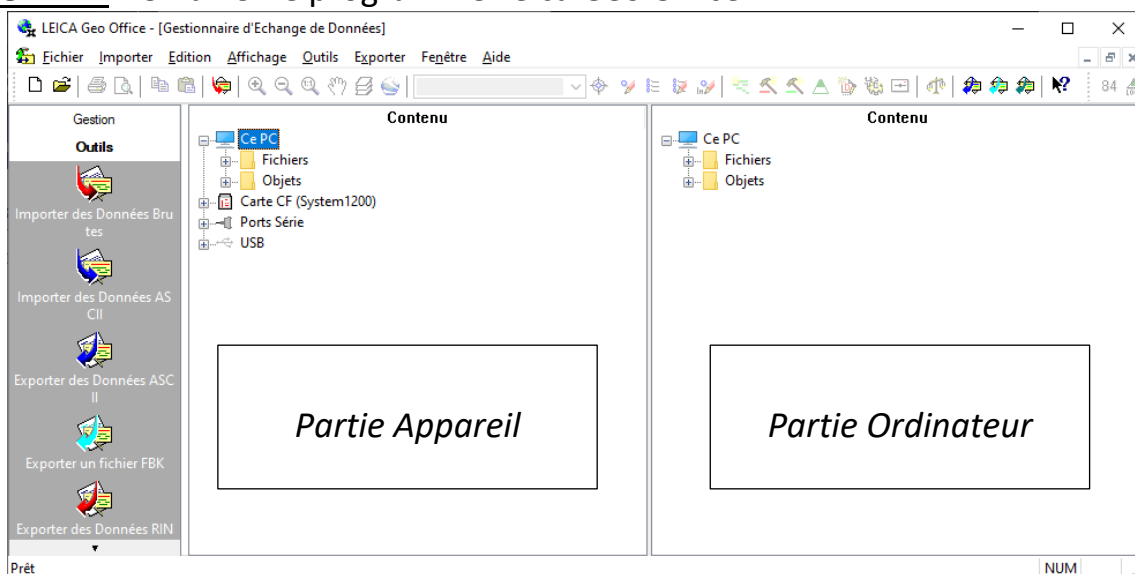 LEICA Geo Office - [Gestionnaire d'Echange de Données]
Fichier Importer Edition Affichage Outils Exporter Fenêtre Aide
84
Gestion
Outils
Importer des Données Bru
tes
Importer des Données AS
CII
Exporter des Données ASC
II
Exporter un fichier FBK
Exporter des Données RIN
Contenu
Ce PC
Fichiers
Objets
Carte CF (System1200)
Ports Série
USB
Partie Appareil
Contenu
Ce PC
Fichiers
Objets
Partie Ordinateur
Prêt
NUM